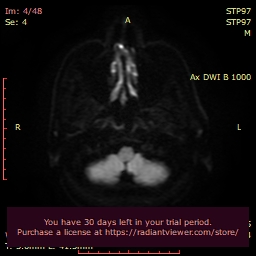 Im: 4/48
Se: 4
A
STP97
STP97
M
Ax DWI B 1000
R
L
You have 30 days left in your trial period.
Purchase a license at https://radiantviewer.com/store/